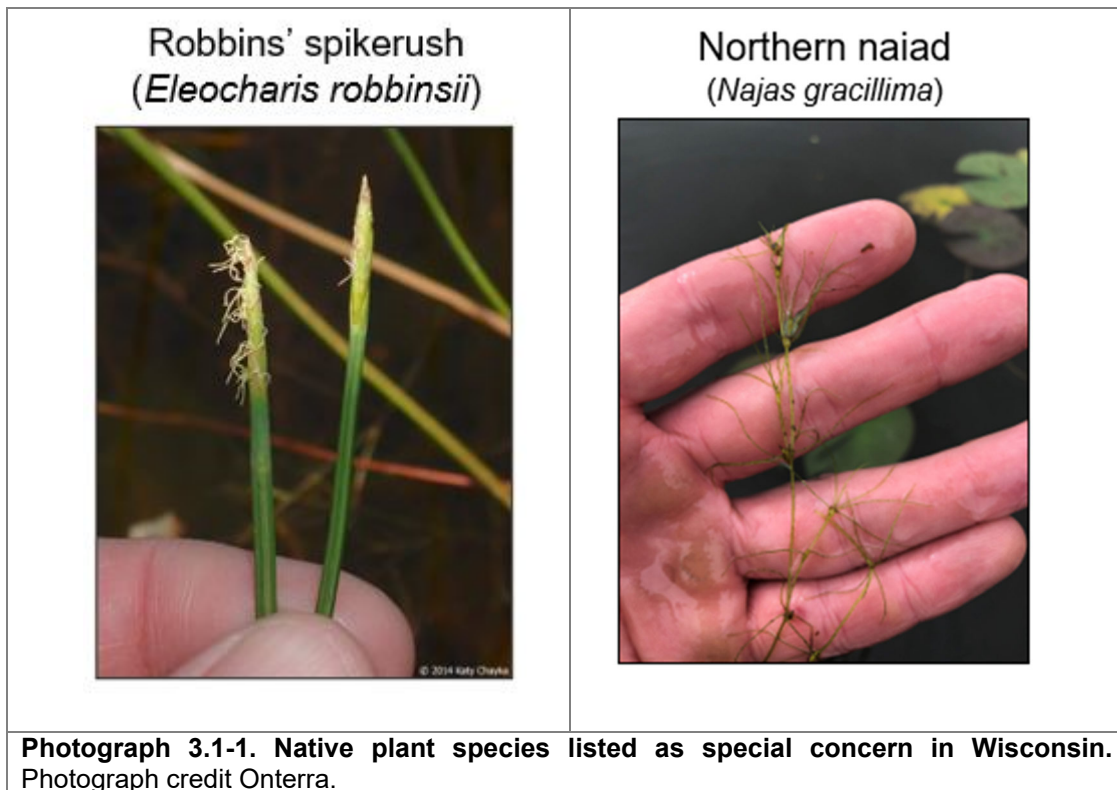 Robbins’ spikerush
(Eleocharis robbinsii)
Northern naiad
(Najas gracillima)
© 2014 Katy Chayka
Photograph 3.1-1. Native plant species listed as special concern in Wisconsin.
Photograph credit Onterra.